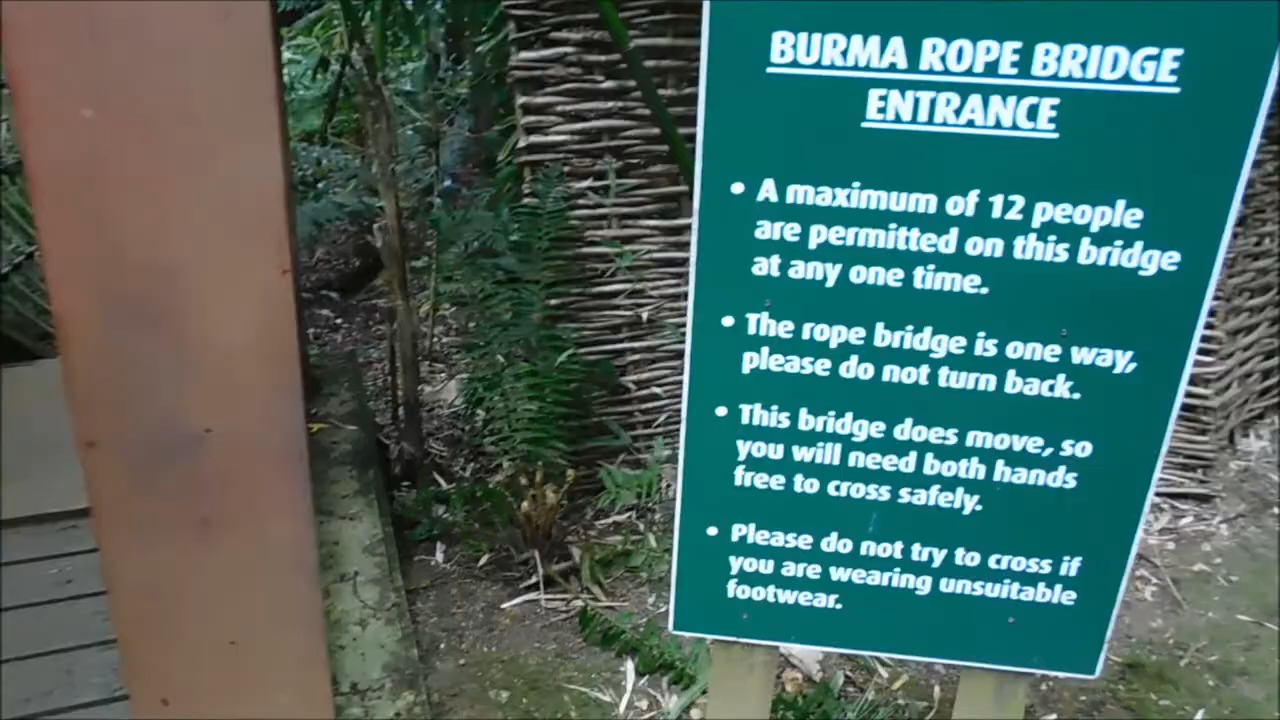 BURMA ROPE BRIDGE
ENTRANCE
• A maximum of 12 people
are permitted on this bridge
at any one time.
• The rope bridge is one way,
please do not turn back.
• This bridge does move, so
you will need both hands
free to cross safely.
• Please do not try to cross if
you are wearing unsuitable
footwear.